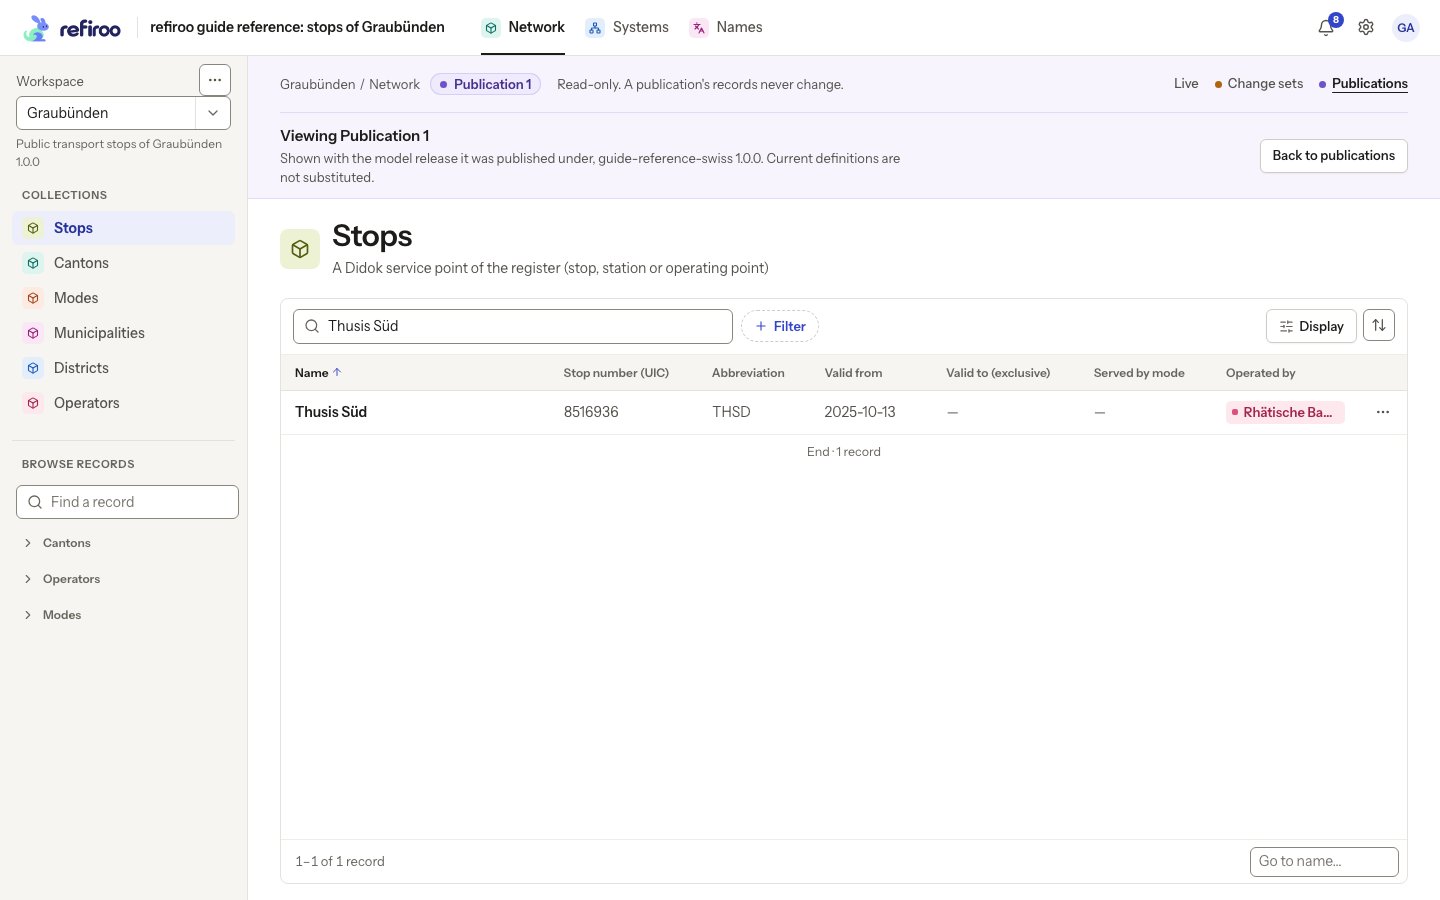 refiroo
refiroo guide reference: stops of Graubünden
Network
Systems
Names
8
GA
Workspace
Graubünden
Public transport stops of Graubünden
1.0.0
COLLECTIONS
Stops
Cantons
Modes
Municipalities
Districts
Operators
BROWSE RECORDS
Find a record
Cantons
Operators
Modes
Graubünden / Network
Publication 1
Read-only. A publication's records never change.
Live
Change sets
Publications
Viewing Publication 1
Shown with the model release it was published under, guide-reference-swiss 1.0.0. Current definitions are
not substituted.
Back to publications
Stops
A Didok service point of the register (stop, station or operating point)
Thusis Süd
+ Filter
Display
Name ↑ Stop number (UIC) Abbreviation Valid from Valid to (exclusive) Served by mode Operated by
Thusis Süd 8516936 THSD 2025-10-13 — — Rhätische Ba... ...
End · 1 record
1–1 of 1 record
Go to name...